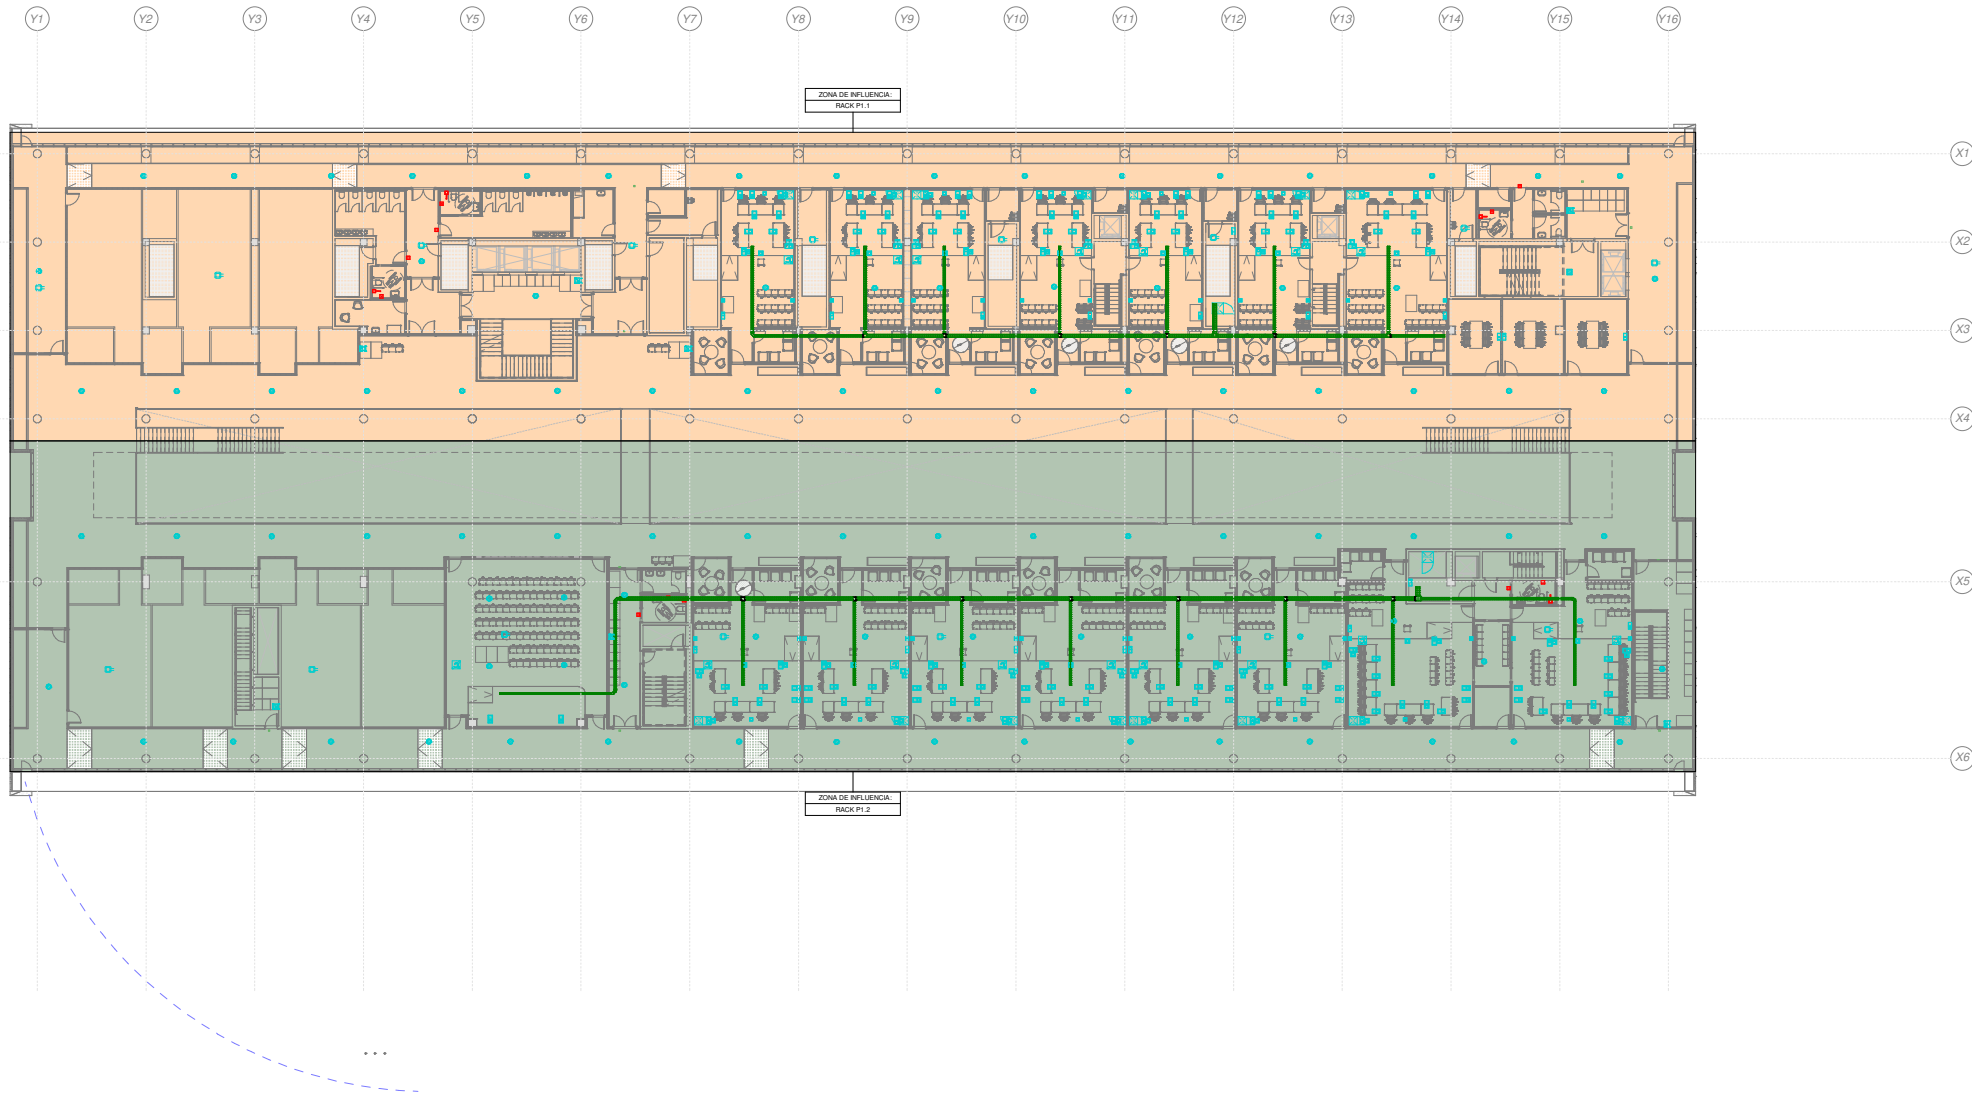 Y1 Y2 Y3 Y4 Y5 Y6 Y7 Y8 Y9 Y10 Y11 Y12 Y13 Y14 Y15 Y16
ZONA DE INFLUENCIA:
RACK P1.1
X1
X2
X3
X4
X5
X6
ZONA DE INFLUENCIA:
RACK P1.2